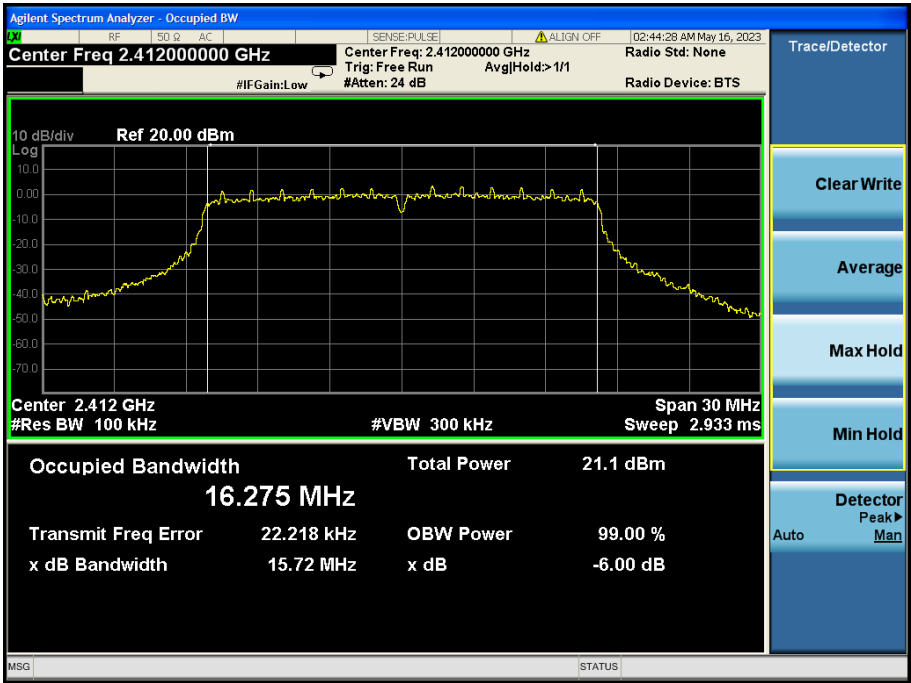 Agilent Spectrum Analyzer - Occupied BW
LXI RF 50 Ω AC SENSE:PULSE ALIGN OFF 02:44:28 AM May 16, 2023
Center Freq 2.412000000 GHz
Center Freq: 2.412000000 GHz
Radio Std: None
Trig: Free Run Avg|Hold:>1/1
#IFGain:Low
#Atten: 24 dB
Radio Device: BTS
Trace/Detector
10 dB/div Ref 20.00 dBm
Log
10.0
0.00
-10.0
-20.0
-30.0
-40.0
-50.0
-60.0
-70.0
Center 2.412 GHz Span 30 MHz
#Res BW 100 kHz #VBW 300 kHz Sweep 2.933 ms
Occupied Bandwidth Total Power 21.1 dBm
16.275 MHz
Transmit Freq Error 22.218 kHz OBW Power 99.00 %
x dB Bandwidth 15.72 MHz x dB -6.00 dB
Clear Write
Average
Max Hold
Min Hold
Detector
Peak
Auto Man
MSG STATUS